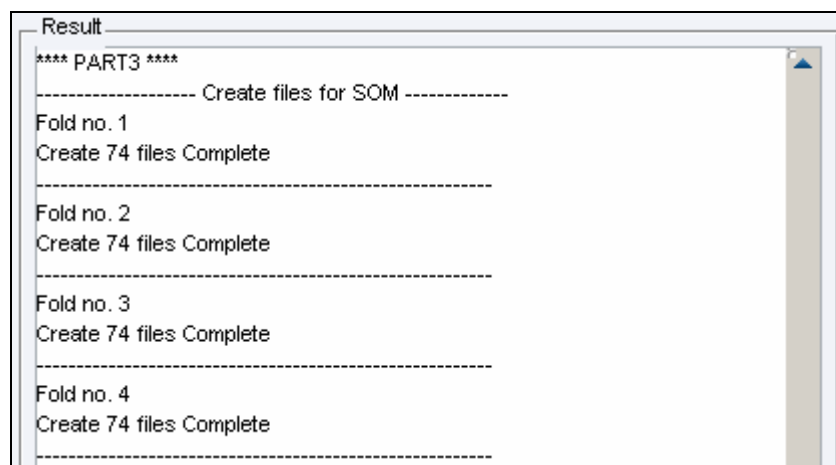 Result
**** PART3 ****
-------------------- Create files for SOM -------------
Fold no. 1
Create 74 files Complete
---------------------------------------------------------
Fold no. 2
Create 74 files Complete
---------------------------------------------------------
Fold no. 3
Create 74 files Complete
---------------------------------------------------------
Fold no. 4
Create 74 files Complete
---------------------------------------------------------